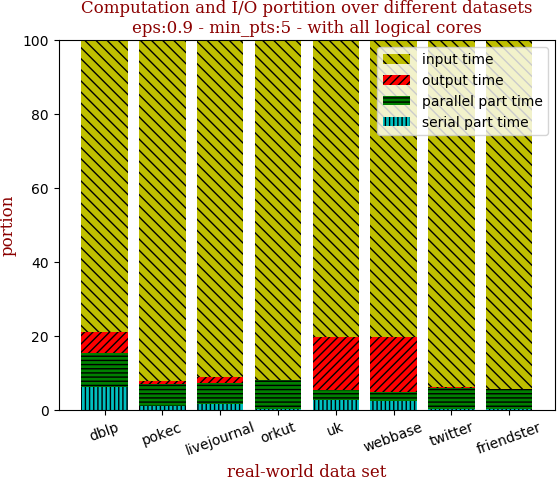 Computation and I/O portition over different datasets
eps:0.9 - min_pts:5 - with all logical cores
input time
output time
parallel part time
serial part time
100
80
60
40
20
0
portion
dblp
pokec
livejournal
orkut
uk
webbase
twitter
friendster
real-world data set